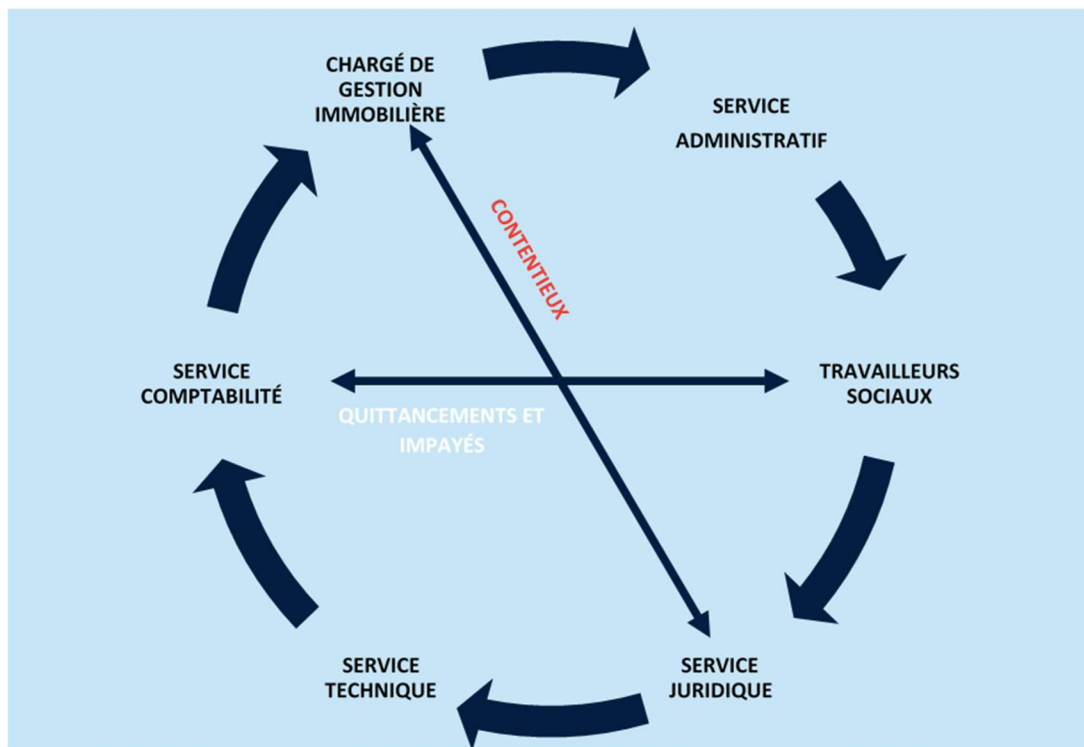 CHARGÉ DE
GESTION
IMMOBILIÈRE
SERVICE
ADMINISTRATIF
CONTENTIEUX
SERVICE
COMPTABILITÉ
TRAVAILLEURS
SOCIAUX
QUITTANCEMENTS ET
IMPAYÉS
SERVICE
TECHNIQUE
SERVICE
JURIDIQUE